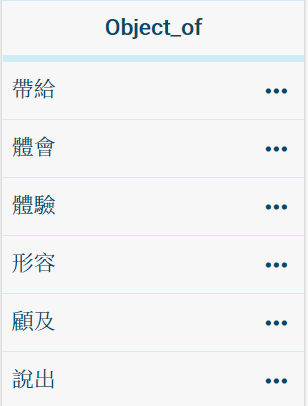 Object_of
帶給
體會
體驗
形容
顧及
說出